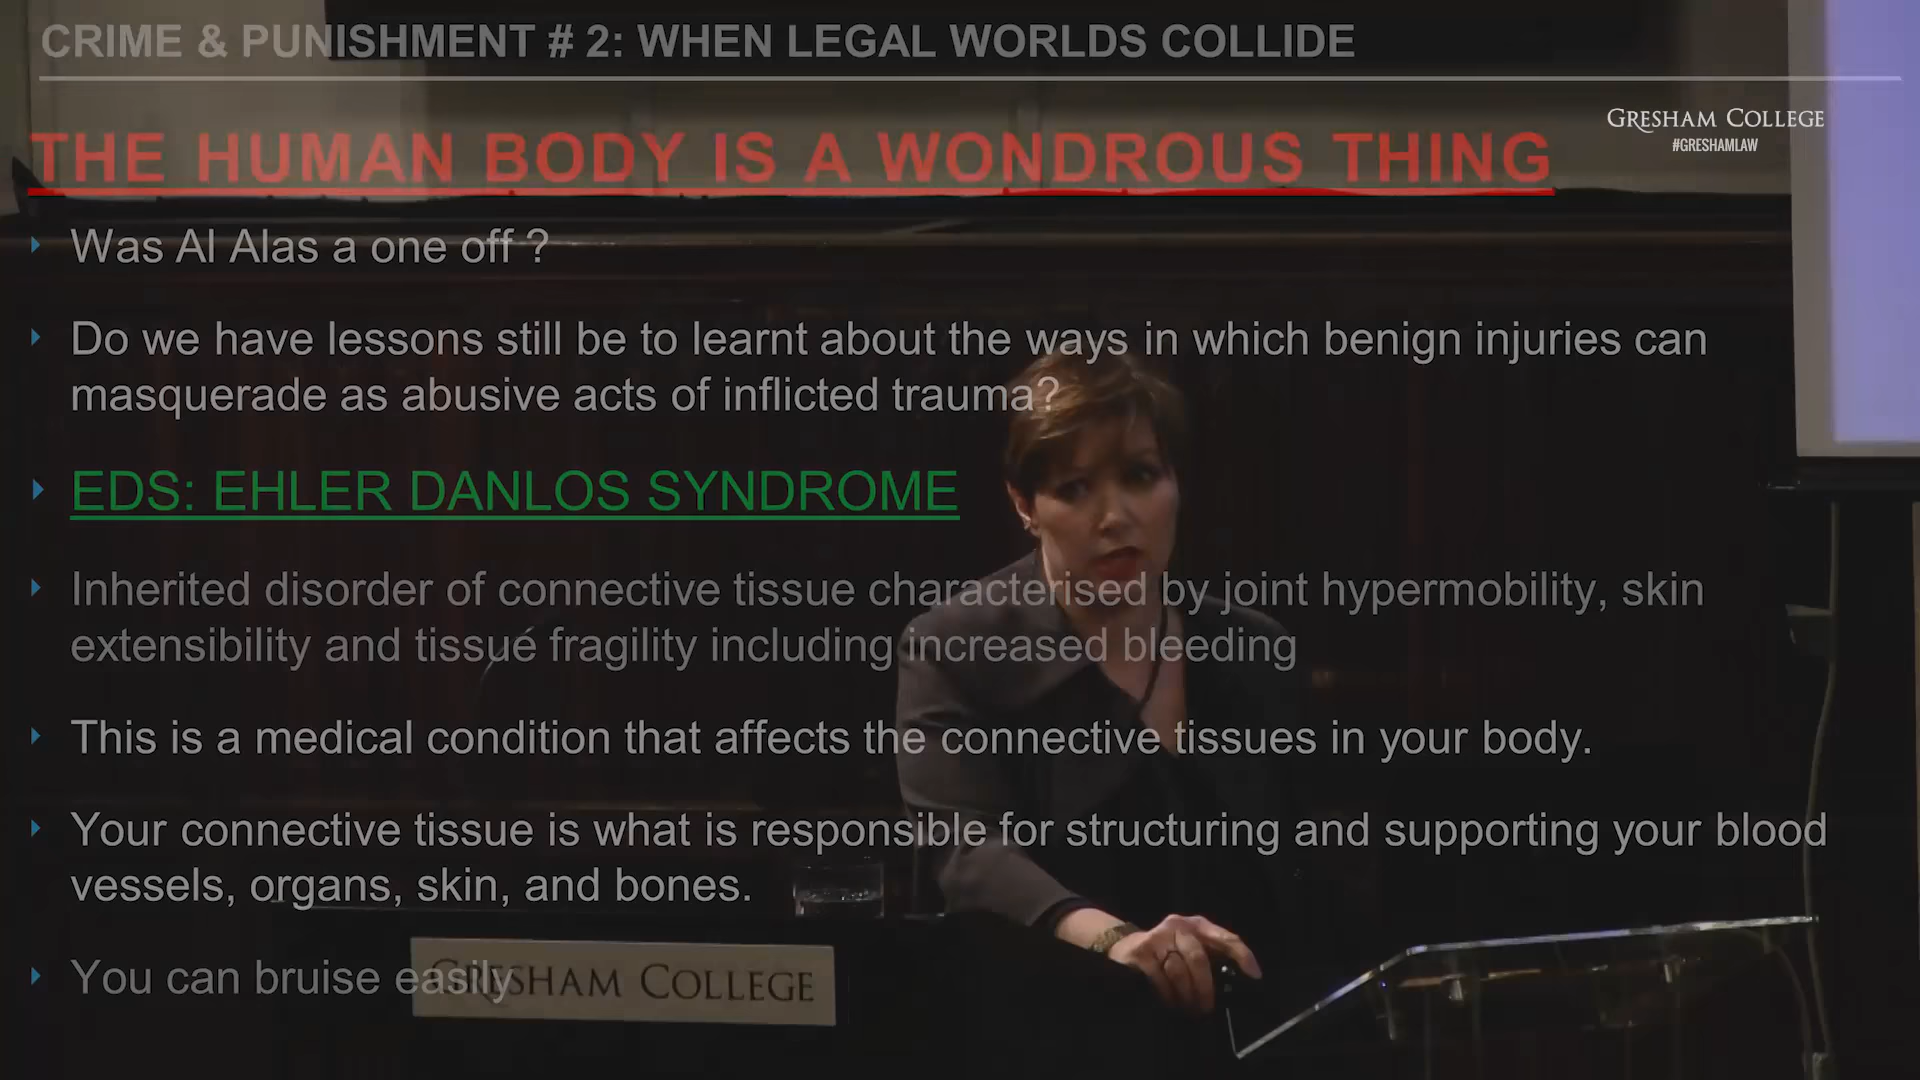 CRIME & PUNISHMENT # 2: WHEN LEGAL WORLDS COLLIDE
GRESHAM COLLEGE
#GRESHAMLAW
THE HUMAN BODY IS A WONDROUS THING
Was Al Alas a one off ?
Do we have lessons still be to learnt about the ways in which benign injuries can
masquerade as abusive acts of inflicted trauma?
EDS: EHLER DANLOS SYNDROME
Inherited disorder of connective tissue characterised by joint hypermobility, skin
extensibility and tissue fragility including increased bleeding
This is a medical condition that affects the connective tissues in your body.
Your connective tissue is what is responsible for structuring and supporting your blood
vessels, organs, skin, and bones.
You can bruise easily
GRESHAM COLLEGE